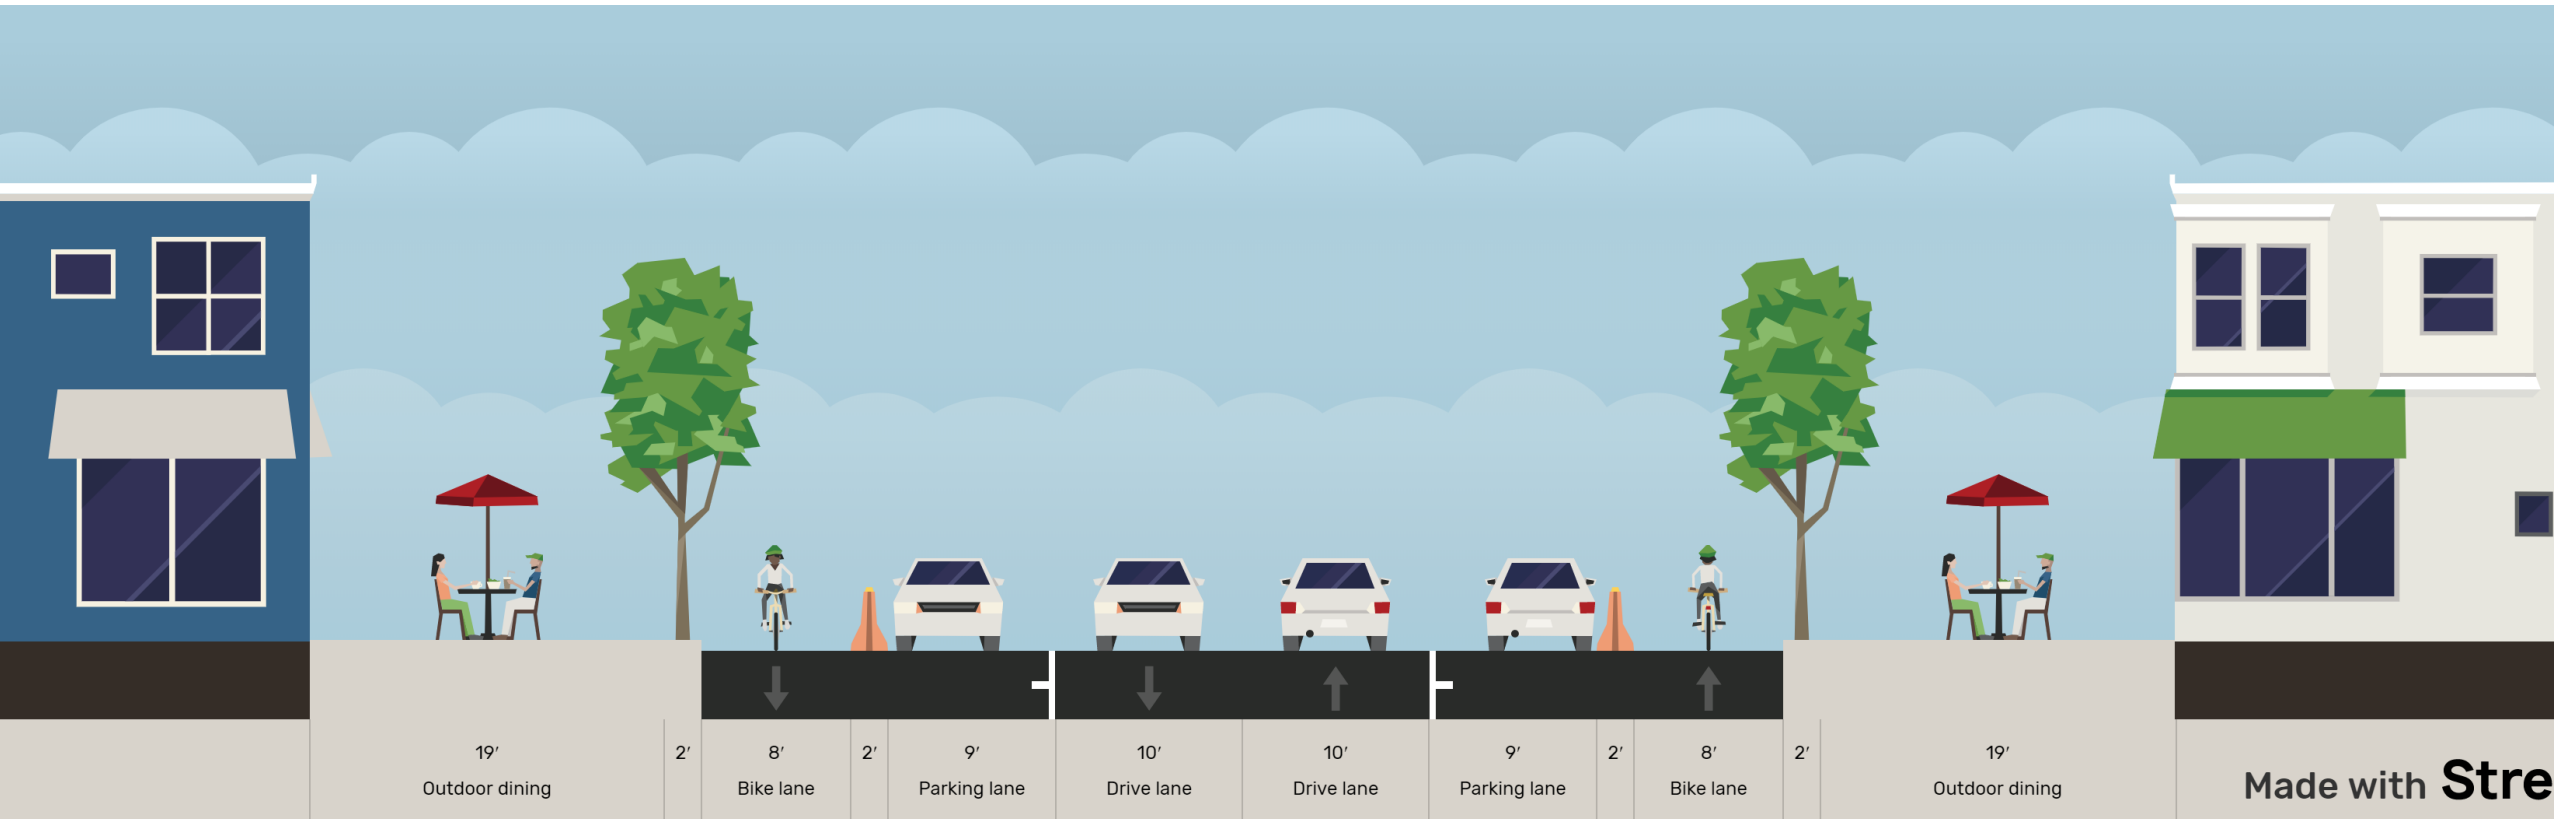 19′ 2′ 8′ 2′ 9′ 10′ 10′ 9′ 2′ 8′ 2′ 19′
Outdoor dining Bike lane Parking lane Drive lane Drive lane Parking lane Bike lane Outdoor dining
Made with Stre